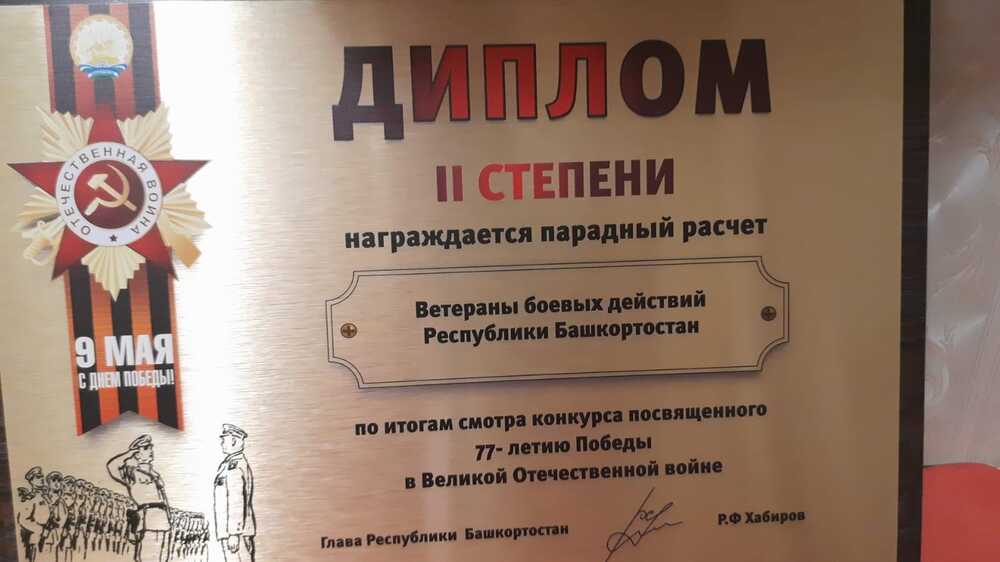 ДИПЛОМ
II СТЕПЕНИ
награждается парадный расчет
Ветераны боевых действий
Республики Башкортостан
по итогам смотра конкурса посвященного
77- летию Победы
в Великой Отечественной войне
Глава Республики Башкортостан
Р.Ф Хабиров
ОТЕЧЕСТВЕННАЯ ВОЙНА
9 МАЯ
С ДНЕМ ПОБЕДЫ!